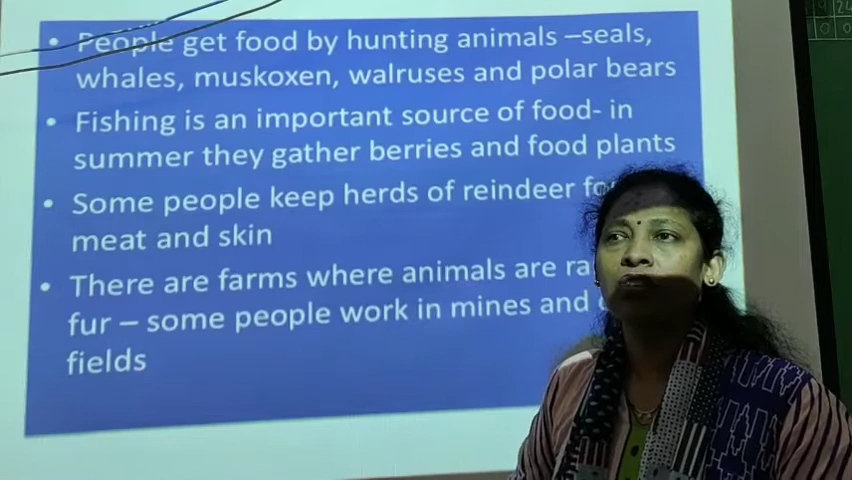 • People get food by hunting animals –seals,
whales, muskoxen, walruses and polar bears
• Fishing is an important source of food- in
summer they gather berries and food plants
• Some people keep herds of reindeer
meat and skin
• There are farms where animals are
fur – some people work in mines and
fields